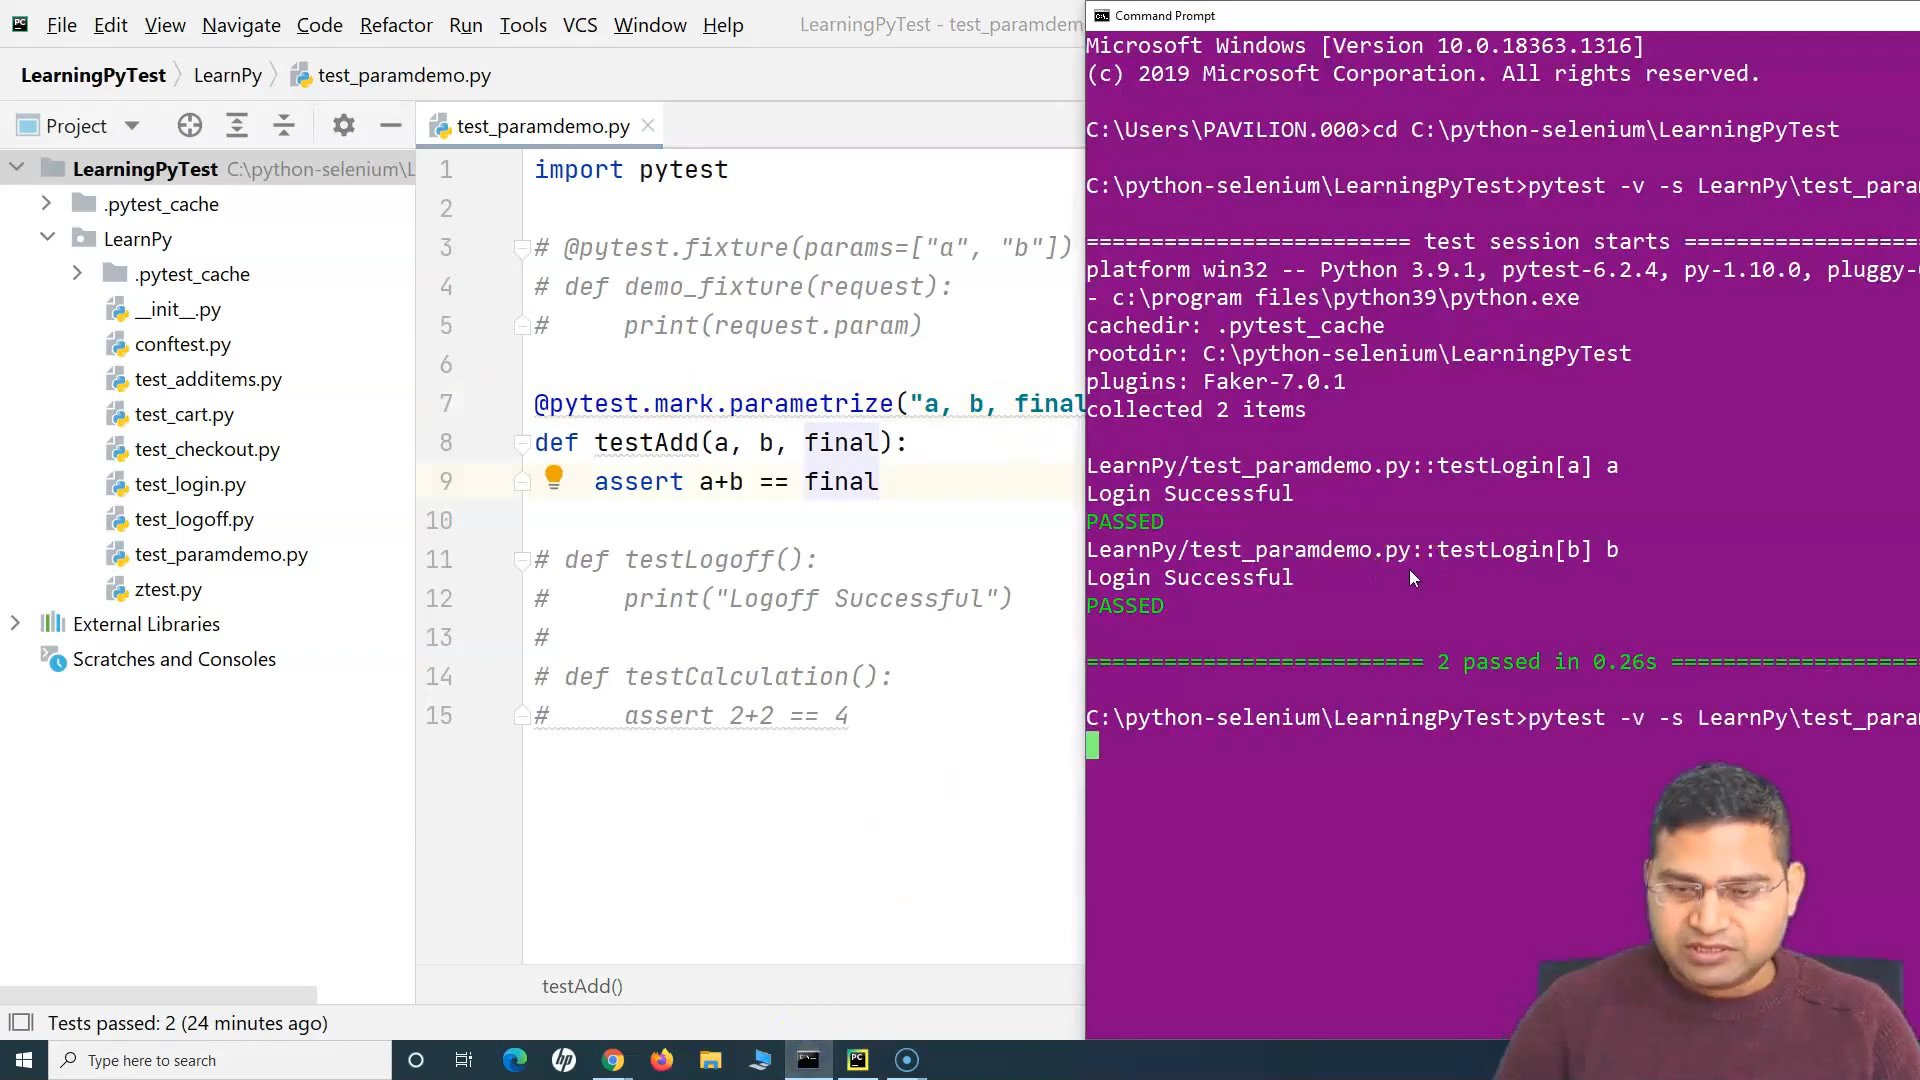 File Edit View Navigate Code Refactor Run Tools VCS Window Help LearningPyTest - test_paramdem
LearningPyTest LearnPy test_paramdemo.py
Project
LearningPyTest C:\python-selenium\L
.pytest_cache
LearnPy
.pytest_cache
__init__.py
conftest.py
test_additems.py
test_cart.py
test_checkout.py
test_login.py
test_logoff.py
test_paramdemo.py
ztest.py
External Libraries
Scratches and Consoles
test_paramdemo.py
1 import pytest
2
3 # @pytest.fixture(params=["a", "b"])
4 # def demo_fixture(request):
5 #     print(request.param)
6
7 @pytest.mark.parametrize("a, b, final
8 def testAdd(a, b, final):
9     assert a+b == final
10
11 # def testLogoff():
12 #     print("Logoff Successful")
13 #
14 # def testCalculation():
15 #     assert 2+2 == 4
testAdd()
Tests passed: 2 (24 minutes ago)
Command Prompt
Microsoft Windows [Version 10.0.18363.1316]
(c) 2019 Microsoft Corporation. All rights reserved.
C:\Users\PAVILION.000>cd C:\python-selenium\LearningPyTest
C:\python-selenium\LearningPyTest>pytest -v -s LearnPy\test_para
========================= test session starts ==================
platform win32 -- Python 3.9.1, pytest-6.2.4, py-1.10.0, pluggy-
- c:\program files\python39\python.exe
cachedir: .pytest_cache
rootdir: C:\python-selenium\LearningPyTest
plugins: Faker-7.0.1
collected 2 items
LearnPy/test_paramdemo.py::testLogin[a] a
Login Successful
PASSED
LearnPy/test_paramdemo.py::testLogin[b] b
Login Successful
PASSED
========================== 2 passed in 0.26s ===================
C:\python-selenium\LearningPyTest>pytest -v -s LearnPy\test_para
Type here to search
hp
PC